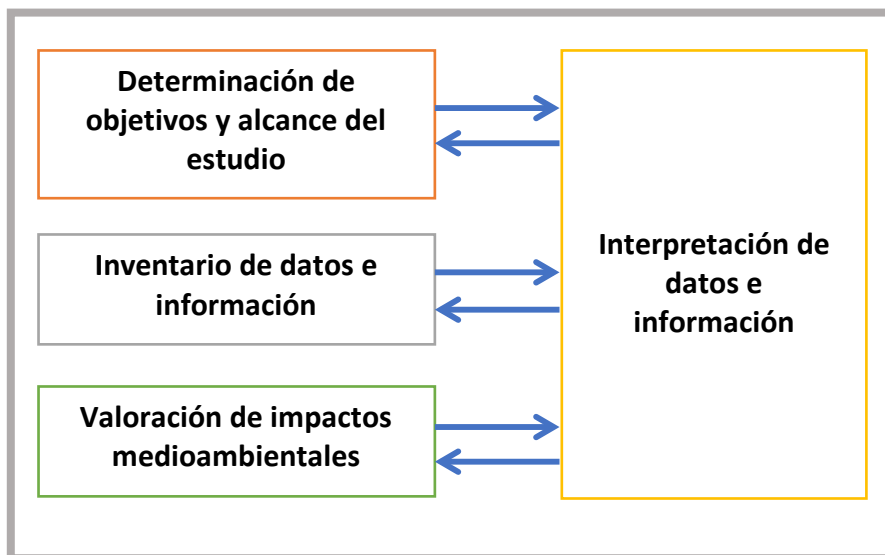 Determinación de
objetivos y alcance del
estudio
Inventario de datos e
información
Valoración de impactos
medioambientales
Interpretación de
datos e
información